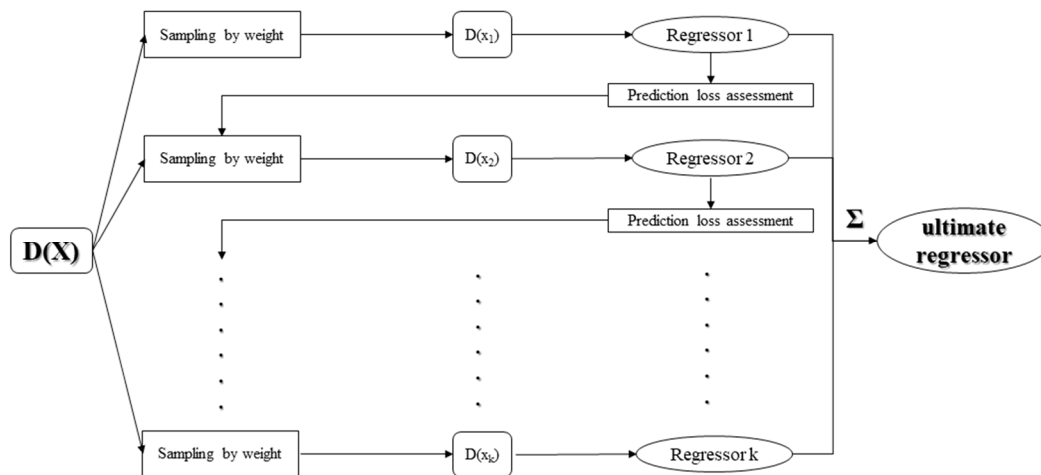 Sampling by weight
D(x₁)
Regressor 1
Prediction loss assessment
Sampling by weight
D(x₂)
Regressor 2
Prediction loss assessment
D(X)
Σ
ultimate
regressor
Sampling by weight
D(xₖ)
Regressor k